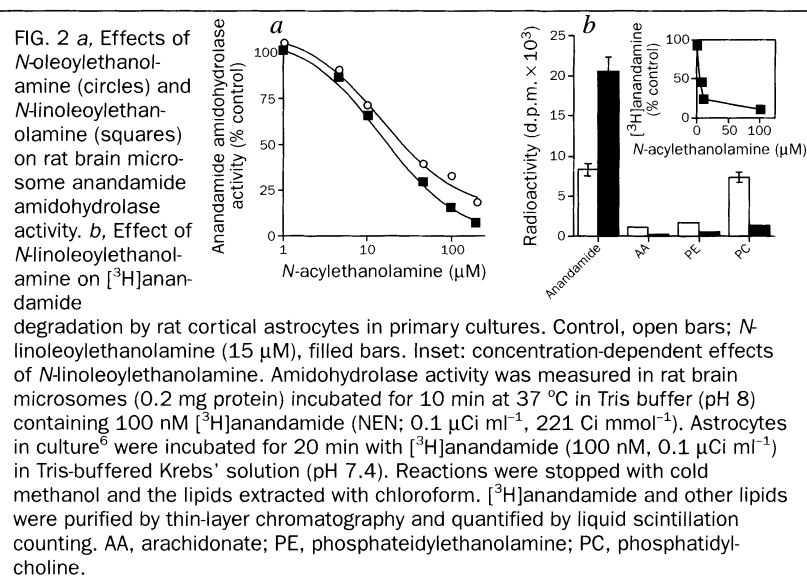 FIG. 2 a, Effects of
N-oleoylethanol-
amine (circles) and
N-linoleoylethan-
olamine (squares)
on rat brain micro-
some anandamide
amidohydrolase
activity. b, Effect of
N-linoleoylethanol-
amine on [³H]anan-
damide
degradation by rat cortical astrocytes in primary cultures. Control, open bars; N-
linoleoylethanolamine (15 µM), filled bars. Inset: concentration-dependent effects
of N-linoleoylethanolamine. Amidohydrolase activity was measured in rat brain
microsomes (0.2 mg protein) incubated for 10 min at 37 °C in Tris buffer (pH 8)
containing 100 nM [³H]anandamide (NEN; 0.1 µCi ml⁻¹, 221 Ci mmol⁻¹). Astrocytes
in culture⁶ were incubated for 20 min with [³H]anandamide (100 nM, 0.1 µCi ml⁻¹)
in Tris-buffered Krebs' solution (pH 7.4). Reactions were stopped with cold
methanol and the lipids extracted with chloroform. [³H]anandamide and other lipids
were purified by thin-layer chromatography and quantified by liquid scintillation
counting. AA, arachidonate; PE, phosphateidylethanolamine; PC, phosphatidyl-
choline.
a
Anandamide amidohydrolase
activity (% control)
100
75
50
25
0
1
10
100
N-acylethanolamine (µM)
b
Radioactivity (d.p.m. × 10³)
25
20
15
10
5
0
Anandamide
AA
PE
PC
[³H]anandamide
(% control)
100
50
0
0
50
100
N-acylethanolamine (µM)